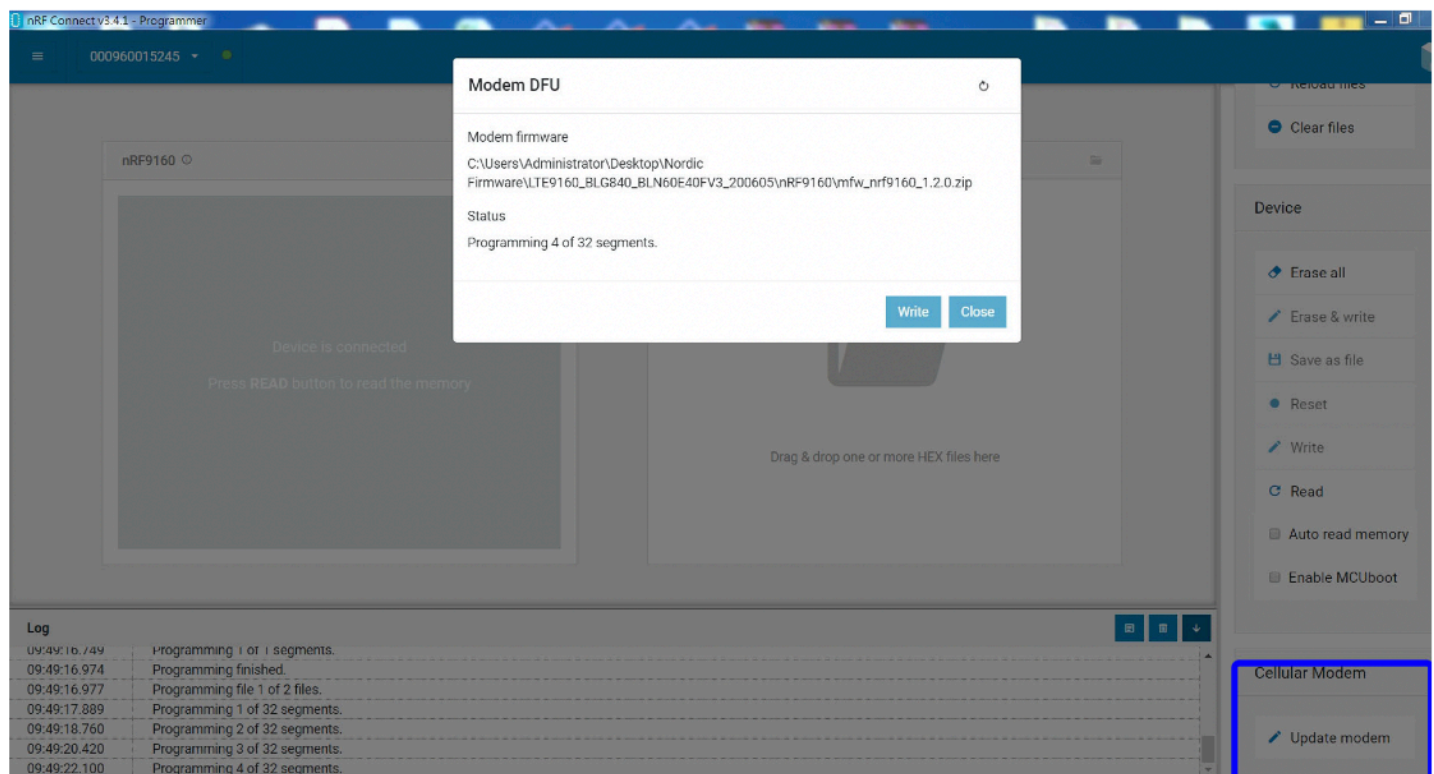 nRF Connect v3.4.1 - Programmer
000960015245
Modem DFU
Modem firmware
C:\Users\Administrator\Desktop\Nordic
Firmware\LTE9160_BLG840_BLN60E40FV3_200605\nRF9160\mfw_nrf9160_1.2.0.zip
Status
Programming 4 of 32 segments.
Write
Close
nRF9160
Device is connected
Press READ button to read the memory
Drag & drop one or more HEX files here
Reload files
Clear files
Device
Erase all
Erase & write
Save as file
Reset
Write
Read
Auto read memory
Enable MCUboot
Cellular Modem
Update modem
Log
09:49:16.749 Programming 1 of 1 segments.
09:49:16.974 Programming finished.
09:49:16.977 Programming file 1 of 2 files.
09:49:17.889 Programming 1 of 32 segments.
09:49:18.760 Programming 2 of 32 segments.
09:49:20.420 Programming 3 of 32 segments.
09:49:22.100 Programming 4 of 32 segments.